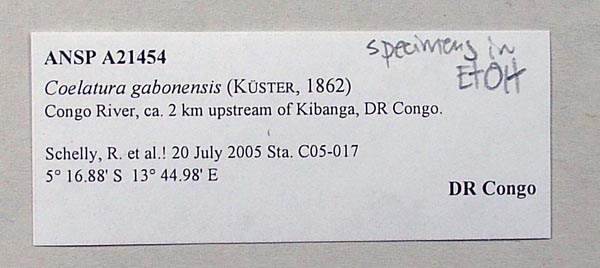 ANSP A21454
specimens in
EtOH
Coelatura gabonensis (KÜSTER, 1862)
Congo River, ca. 2 km upstream of Kibanga, DR Congo.
Schelly, R. et al.! 20 July 2005 Sta. C05-017
5° 16.88' S 13° 44.98' E
DR Congo